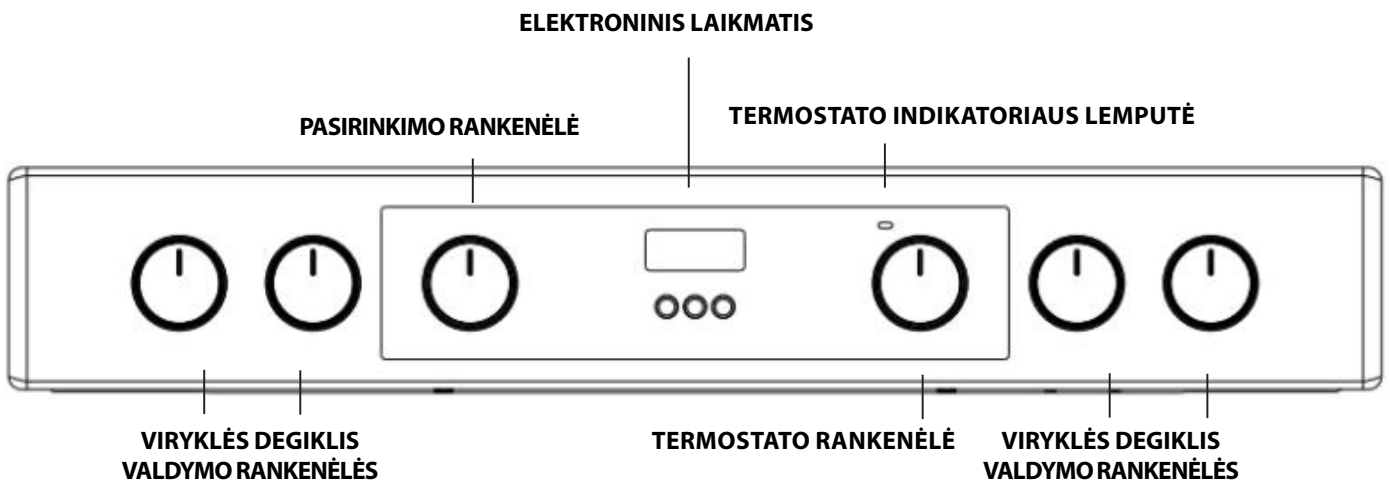 ELEKTRONINIS LAIKMATIS
PASIRINKIMO RANKENĖLĖ
TERMOSTATO INDIKATORIAUS LEMPUTĖ
VIRYKLĖS DEGIKLIS
VALDYMO RANKENĖLĖS
TERMOSTATO RANKENĖLĖ
VIRYKLĖS DEGIKLIS
VALDYMO RANKENĖLĖS